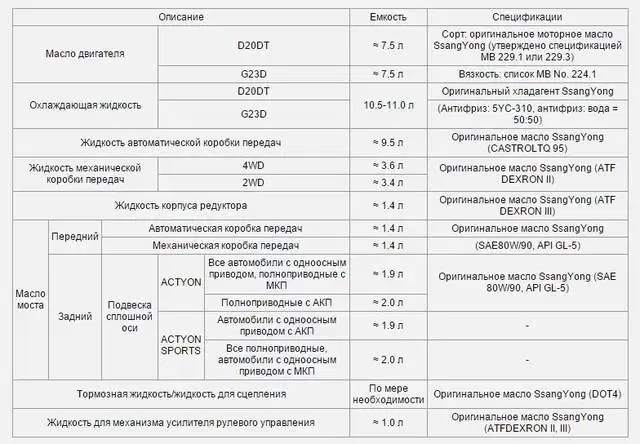 Описание
Емкость
Спецификации
Масло двигателя
D20DT
≈ 7.5 л
Сорт: оригинальное моторное масло
SsangYong (утверждено спецификацией
MB 229.1 или 229.3)
G23D
≈ 7.5 л
Вязкость: список MB No. 224.1
Охлаждающая жидкость
D20DT
10.5-11.0 л
Оригинальный хладагент SsangYong
G23D
(Антифриз: 5YC-310, антифриз: вода =
50:50)
Жидкость автоматической коробки передач
≈ 9.5 л
Оригинальное масло SsangYong
(CASTROLTQ 95)
Жидкость механической
коробки передач
4WD
≈ 3.6 л
Оригинальное масло SsangYong (ATF
DEXRON II)
2WD
≈ 3.4 л
Жидкость корпуса редуктора
≈ 1.4 л
Оригинальное масло SsangYong (ATF
DEXRON III)
Масло
моста
Передний
Автоматическая коробка передач
≈ 1.4 л
Оригинальное масло SsangYong
Механическая коробка передач
≈ 1.4 л
(SAE80W/90, API GL-5)
Задний
Подвеска
сплошной
оси
ACTYON
Все автомобили с одноосным
приводом, полноприводные с
МКП
≈ 1.9 л
Оригинальное масло SsangYong (SAE
80W/90, API GL-5)
Полноприводные с АКП
≈ 2.0 л
ACTYON
SPORTS
Автомобили с одноосным
приводом с АКП
≈ 1.9 л
-
Все полноприводные,
автомобили с одноосным
приводом с МКП
≈ 2.0 л
-
Тормозная жидкость/жидкость для сцепления
По мере
необходимости
Оригинальное масло SsangYong (DOT4)
Жидкость для механизма усилителя рулевого управления
≈ 1.0 л
Оригинальное масло SsangYong
(ATFDEXRON II, III)